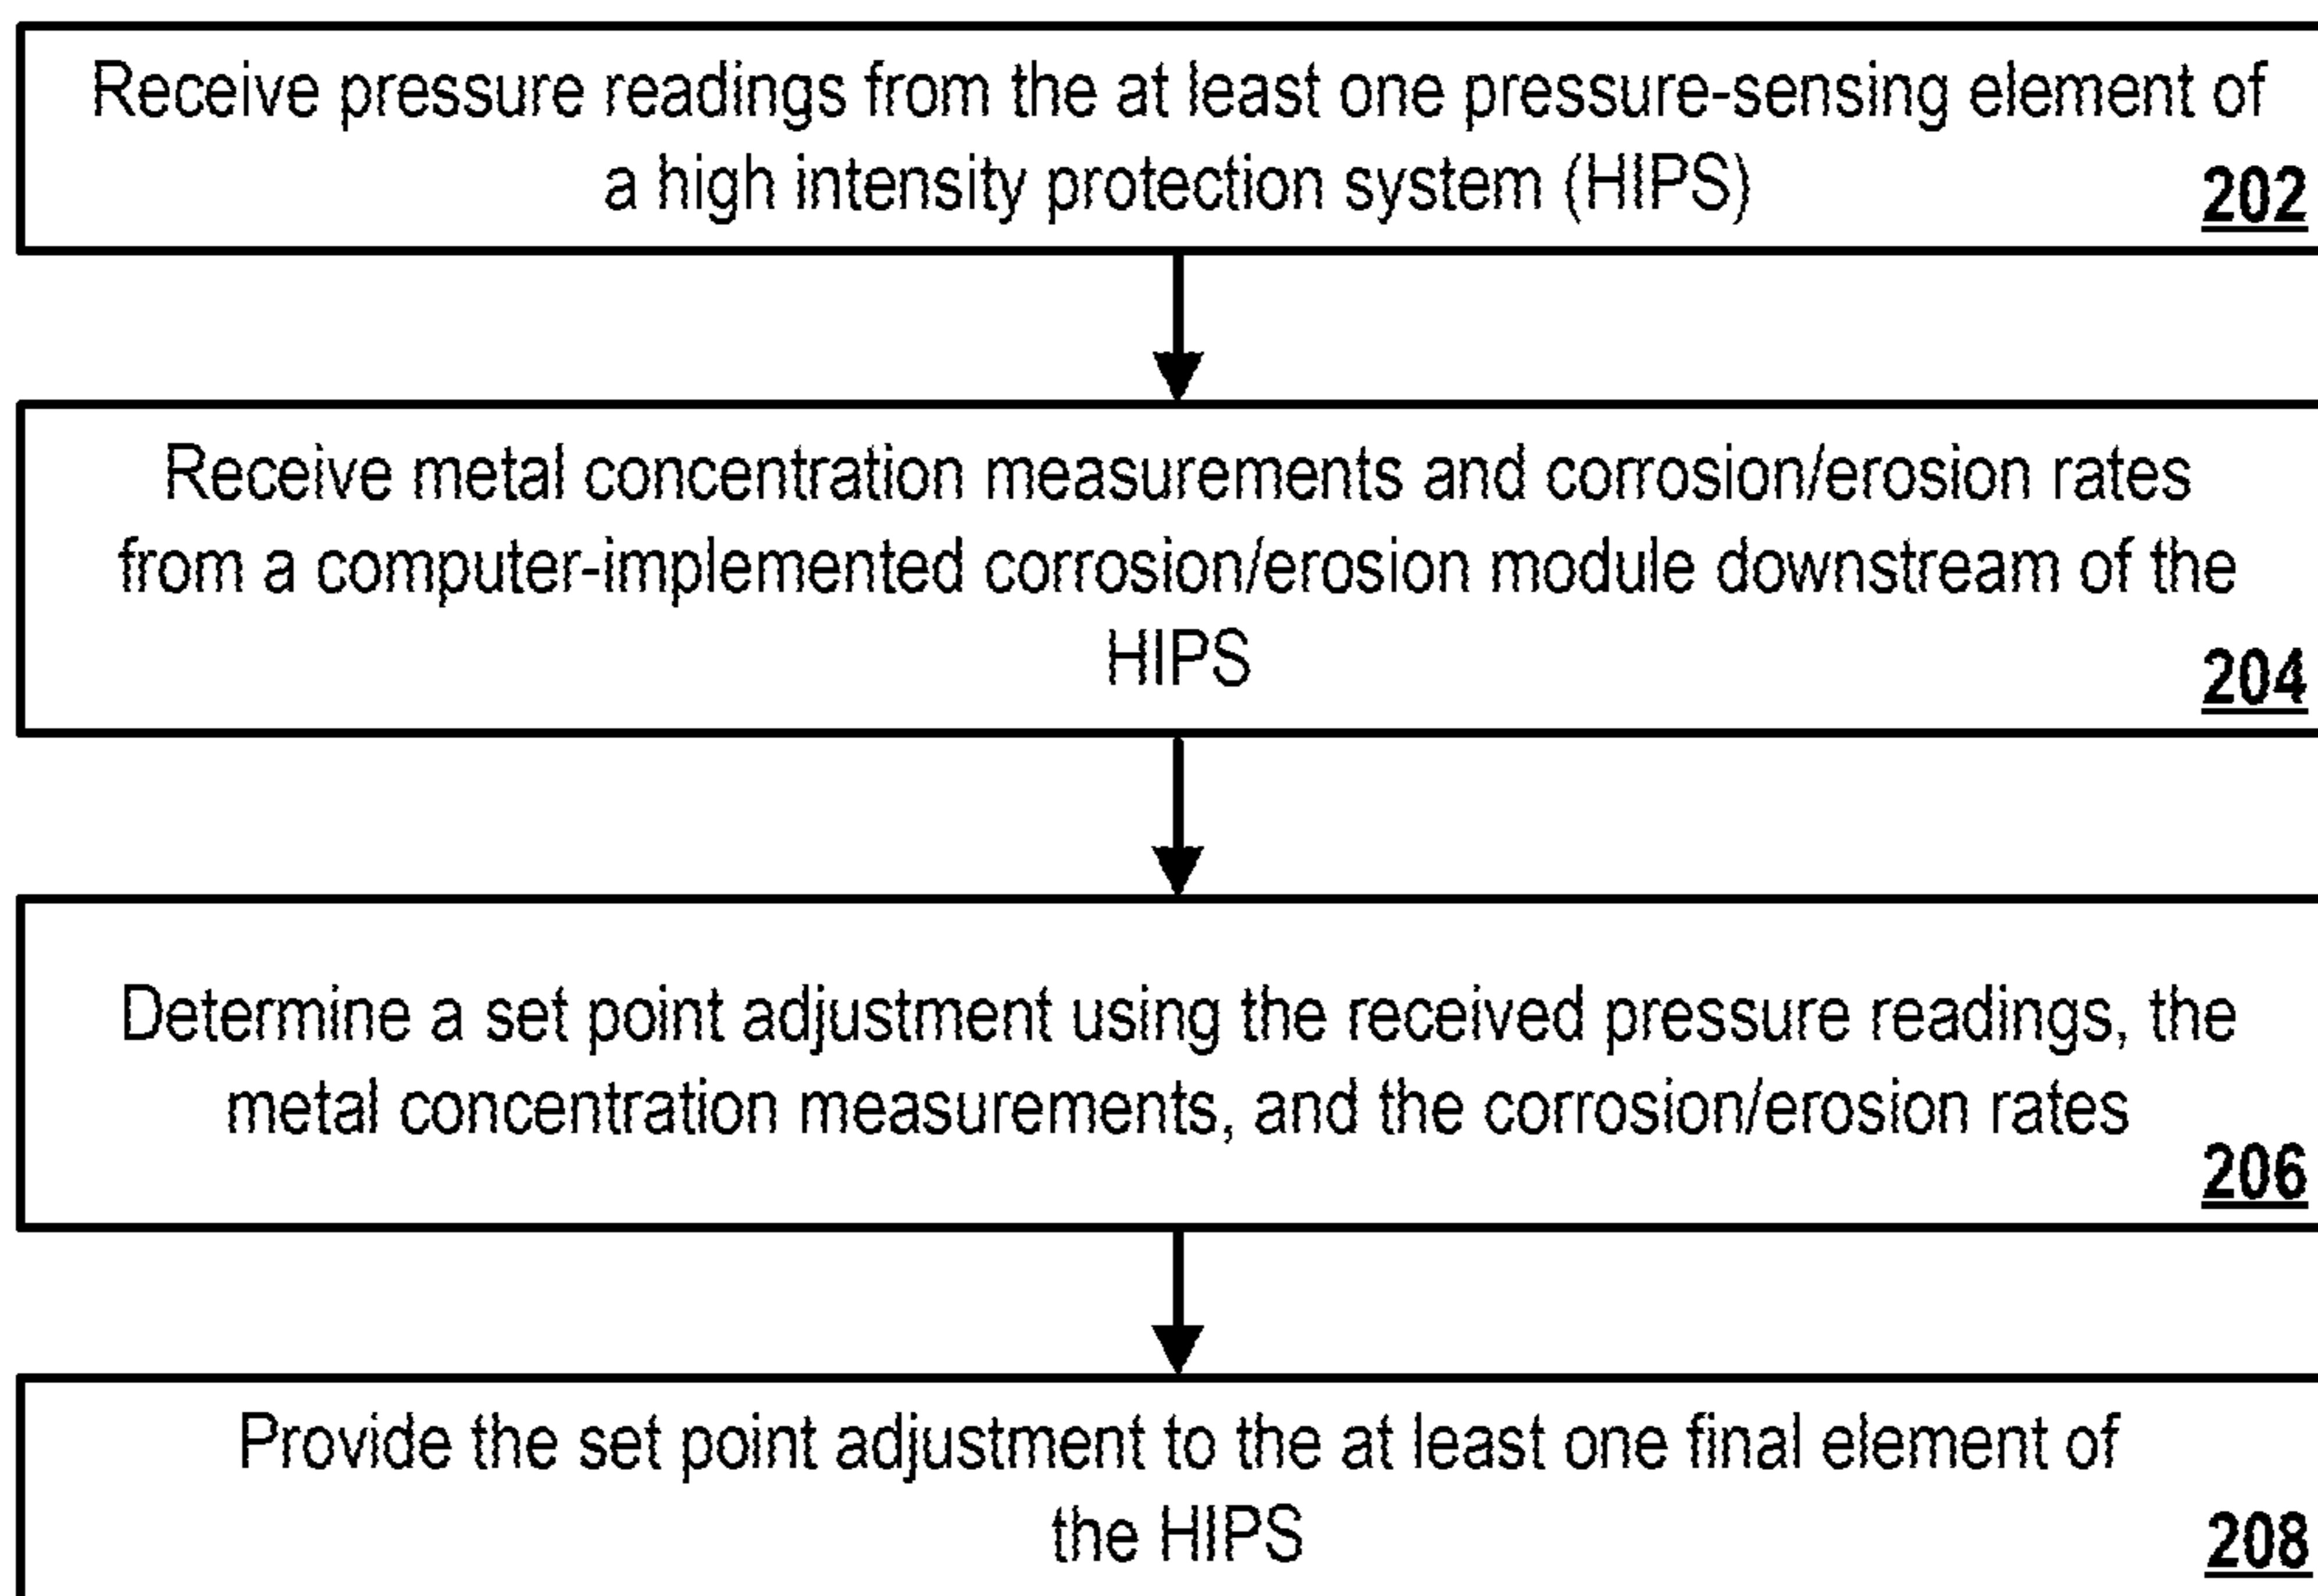 Receive pressure readings from the at least one pressure-sensing element of
a high intensity protection system (HIPS)
202
Receive metal concentration measurements and corrosion/erosion rates
from a computer-implemented corrosion/erosion module downstream of the
HIPS
204
Determine a set point adjustment using the received pressure readings, the
metal concentration measurements, and the corrosion/erosion rates
206
Provide the set point adjustment to the at least one final element of
the HIPS
208